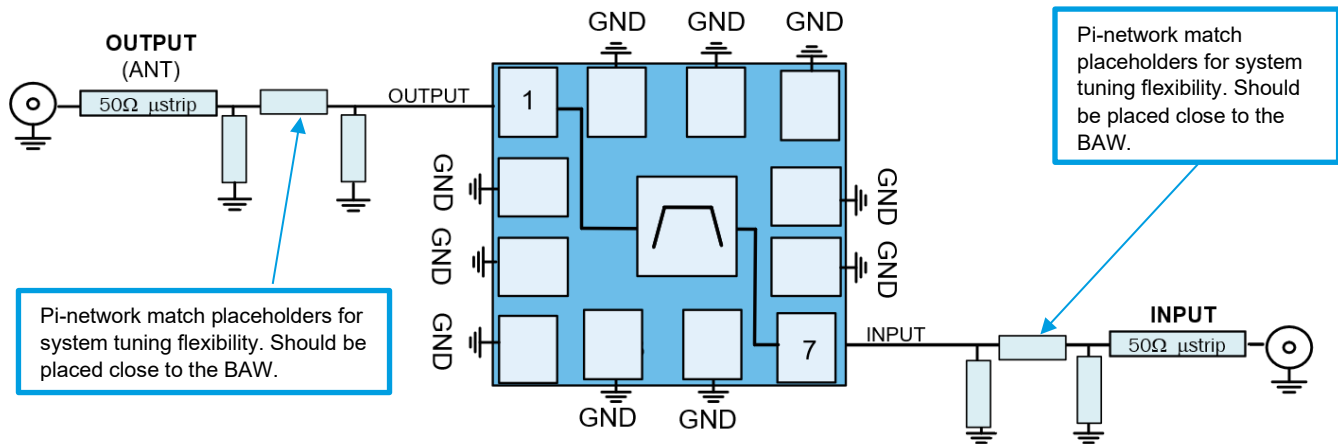 OUTPUT
(ANT)
50Ω µstrip
OUTPUT
GND
GND
GND
1
GND
GND
GND
GND
GND
7
GND
GND
INPUT
INPUT
50Ω µstrip
Pi-network match
placeholders for system
tuning flexibility. Should
be placed close to the
BAW.
Pi-network match placeholders for
system tuning flexibility. Should be
placed close to the BAW.